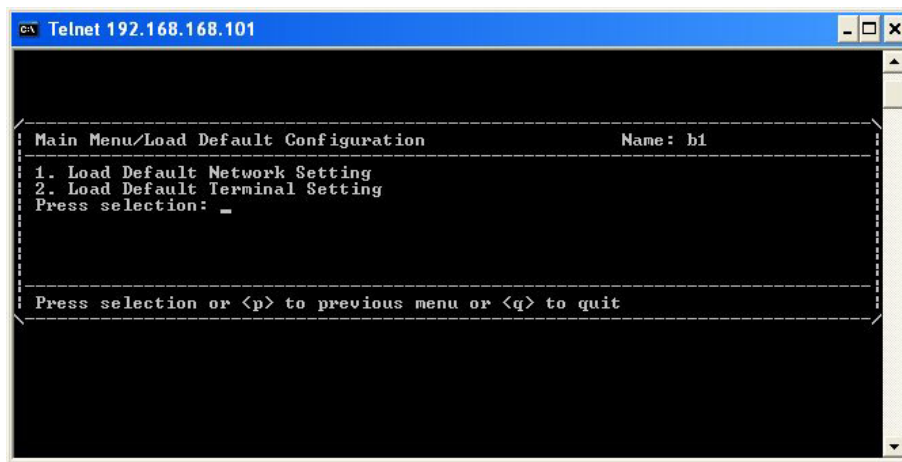 Telnet 192.168.168.101
Main Menu/Load Default Configuration Name: b1
1. Load Default Network Setting
2. Load Default Terminal Setting
Press selection: _
Press selection or <p> to previous menu or <q> to quit